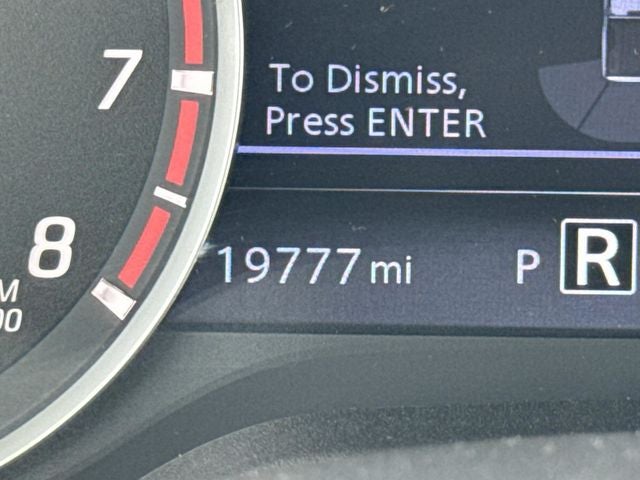 7
To Dismiss,
Press ENTER
8
19777 mi
P R